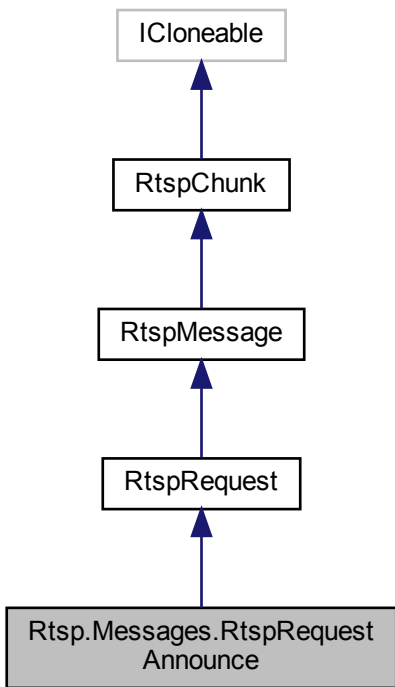 ICloneable
RtspChunk
RtspMessage
RtspRequest
Rtsp.Messages.RtspRequest
Announce